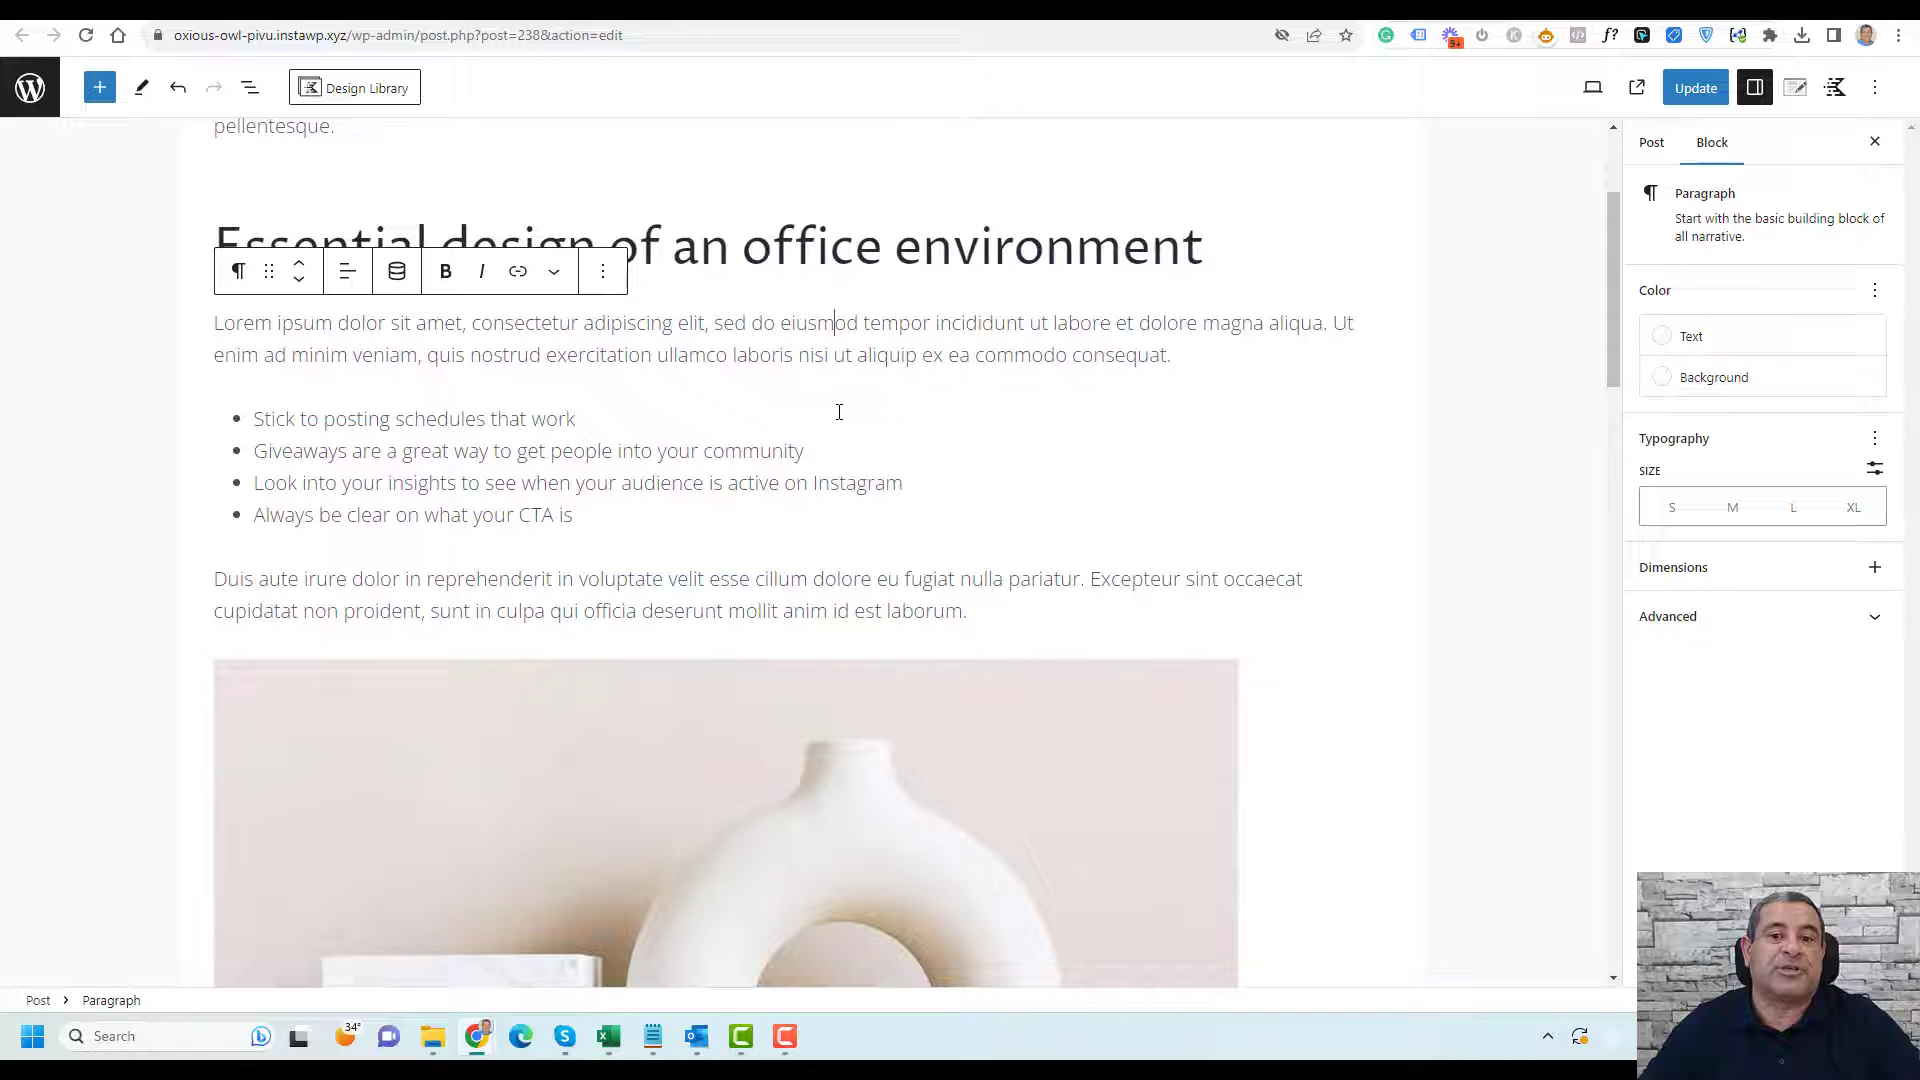 oxious-owl-pivu.instawp.xyz/wp-admin/post.php?post=238&action=edit
9+
f?
Design Library
Update
pellentesque.
Essential design of an office environment
B I
Lorem ipsum dolor sit amet, consectetur adipiscing elit, sed do eiusmod tempor incididunt ut labore et dolore magna aliqua. Ut
enim ad minim veniam, quis nostrud exercitation ullamco laboris nisi ut aliquip ex ea commodo consequat.
Stick to posting schedules that work
Giveaways are a great way to get people into your community
Look into your insights to see when your audience is active on Instagram
Always be clear on what your CTA is
Duis aute irure dolor in reprehenderit in voluptate velit esse cillum dolore eu fugiat nulla pariatur. Excepteur sint occaecat
cupidatat non proident, sunt in culpa qui officia deserunt mollit anim id est laborum.
Post Block
Paragraph
Start with the basic building block of
all narrative.
Color
Text
Background
Typography
SIZE
S M L XL
Dimensions
Advanced
Post > Paragraph
Search
34°